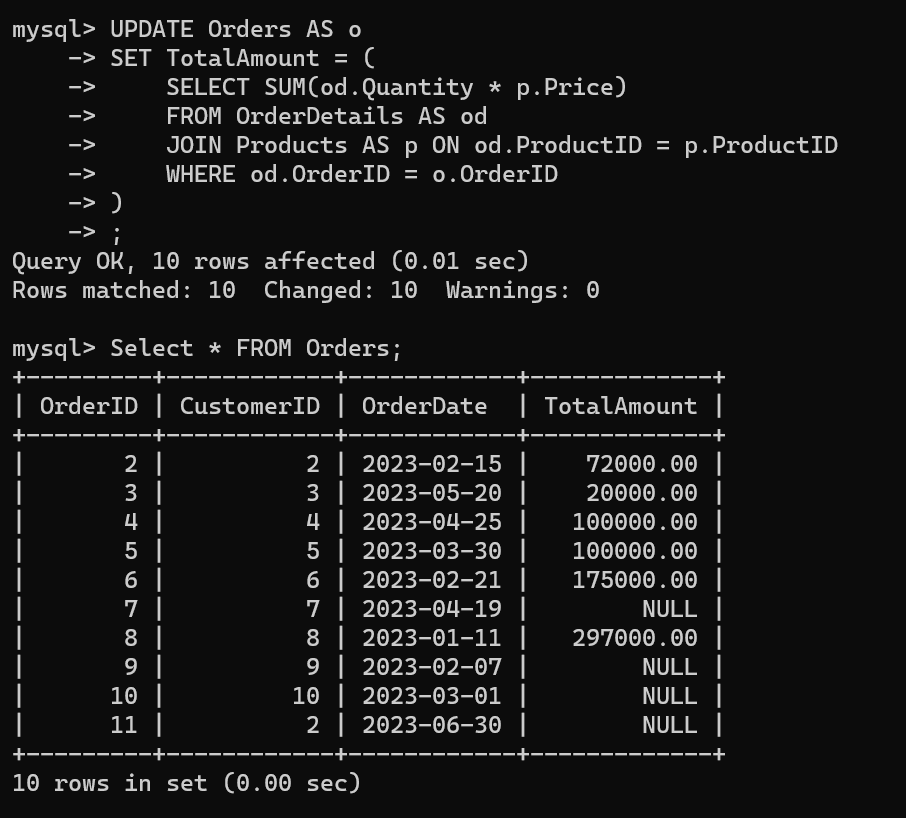 mysql> UPDATE Orders AS o
    -> SET TotalAmount = (
    ->     SELECT SUM(od.Quantity * p.Price)
    ->     FROM OrderDetails AS od
    ->     JOIN Products AS p ON od.ProductID = p.ProductID
    ->     WHERE od.OrderID = o.OrderID
    -> )
    -> ;
Query OK, 10 rows affected (0.01 sec)
Rows matched: 10  Changed: 10  Warnings: 0

mysql> Select * FROM Orders;
+---------+------------+------------+-------------+
| OrderID | CustomerID | OrderDate  | TotalAmount |
+---------+------------+------------+-------------+
|       2 |          2 | 2023-02-15 |    72000.00 |
|       3 |          3 | 2023-05-20 |    20000.00 |
|       4 |          4 | 2023-04-25 |   100000.00 |
|       5 |          5 | 2023-03-30 |   100000.00 |
|       6 |          6 | 2023-02-21 |   175000.00 |
|       7 |          7 | 2023-04-19 |        NULL |
|       8 |          8 | 2023-01-11 |   297000.00 |
|       9 |          9 | 2023-02-07 |        NULL |
|      10 |         10 | 2023-03-01 |        NULL |
|      11 |          2 | 2023-06-30 |        NULL |
+---------+------------+------------+-------------+
10 rows in set (0.00 sec)